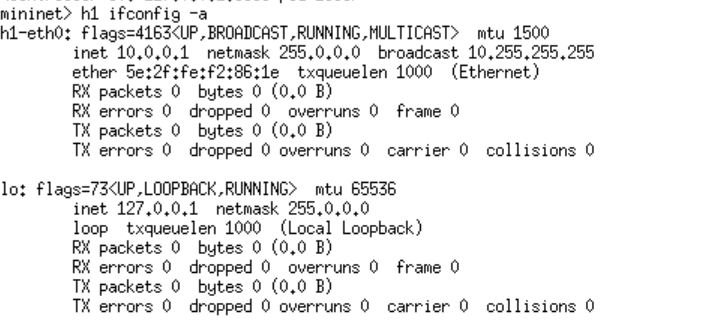 mininet> h1 ifconfig -a
h1-eth0: flags=4163<UP,BROADCAST,RUNNING,MULTICAST>  mtu 1500
        inet 10.0.0.1  netmask 255.0.0.0  broadcast 10.255.255.255
        ether 5e:2f:fe:f2:86:1e  txqueuelen 1000  (Ethernet)
        RX packets 0  bytes 0 (0.0 B)
        RX errors 0  dropped 0  overruns 0  frame 0
        TX packets 0  bytes 0 (0.0 B)
        TX errors 0  dropped 0 overruns 0  carrier 0  collisions 0

lo: flags=73<UP,LOOPBACK,RUNNING>  mtu 65536
        inet 127.0.0.1  netmask 255.0.0.0
        loop  txqueuelen 1000  (Local Loopback)
        RX packets 0  bytes 0 (0.0 B)
        RX errors 0  dropped 0  overruns 0  frame 0
        TX packets 0  bytes 0 (0.0 B)
        TX errors 0  dropped 0 overruns 0  carrier 0  collisions 0